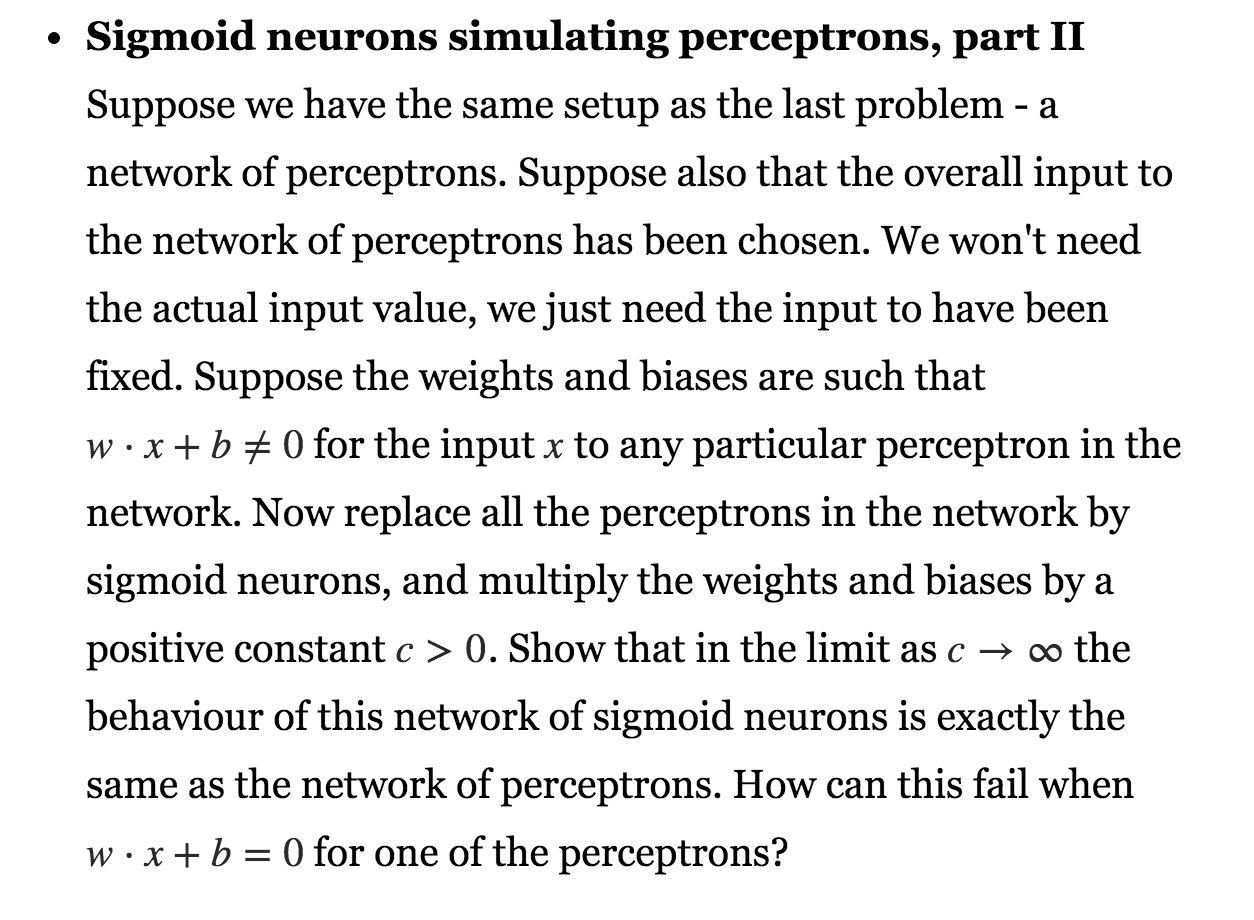 • Sigmoid neurons simulating perceptrons, part II
Suppose we have the same setup as the last problem - a
network of perceptrons. Suppose also that the overall input to
the network of perceptrons has been chosen. We won't need
the actual input value, we just need the input to have been
fixed. Suppose the weights and biases are such that
w · x + b ≠ 0 for the input x to any particular perceptron in the
network. Now replace all the perceptrons in the network by
sigmoid neurons, and multiply the weights and biases by a
positive constant c > 0. Show that in the limit as c → ∞ the
behaviour of this network of sigmoid neurons is exactly the
same as the network of perceptrons. How can this fail when
w · x + b = 0 for one of the perceptrons?